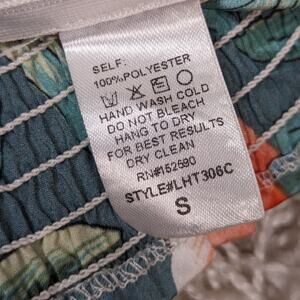 SELF:
100%POLYESTER
HAND WASH COLD
DO NOT BLEACH
HANG TO DRY
FOR BEST RESULTS
DRY CLEAN
RN#152590
STYLE#LHT306C
S